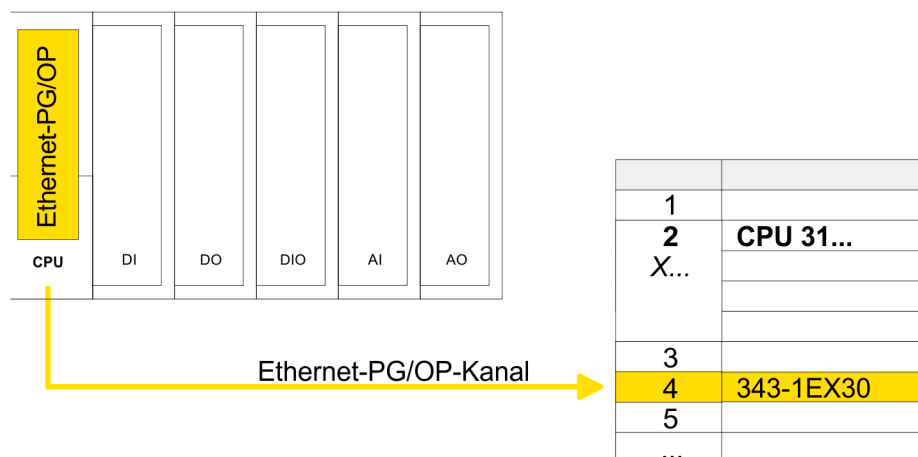 Ethernet-PG/OP
CPU
DI
DO
DIO
AI
AO
Ethernet-PG/OP-Kanal
1
2 CPU 31...
X...
3
4 343-1EX30
5
...